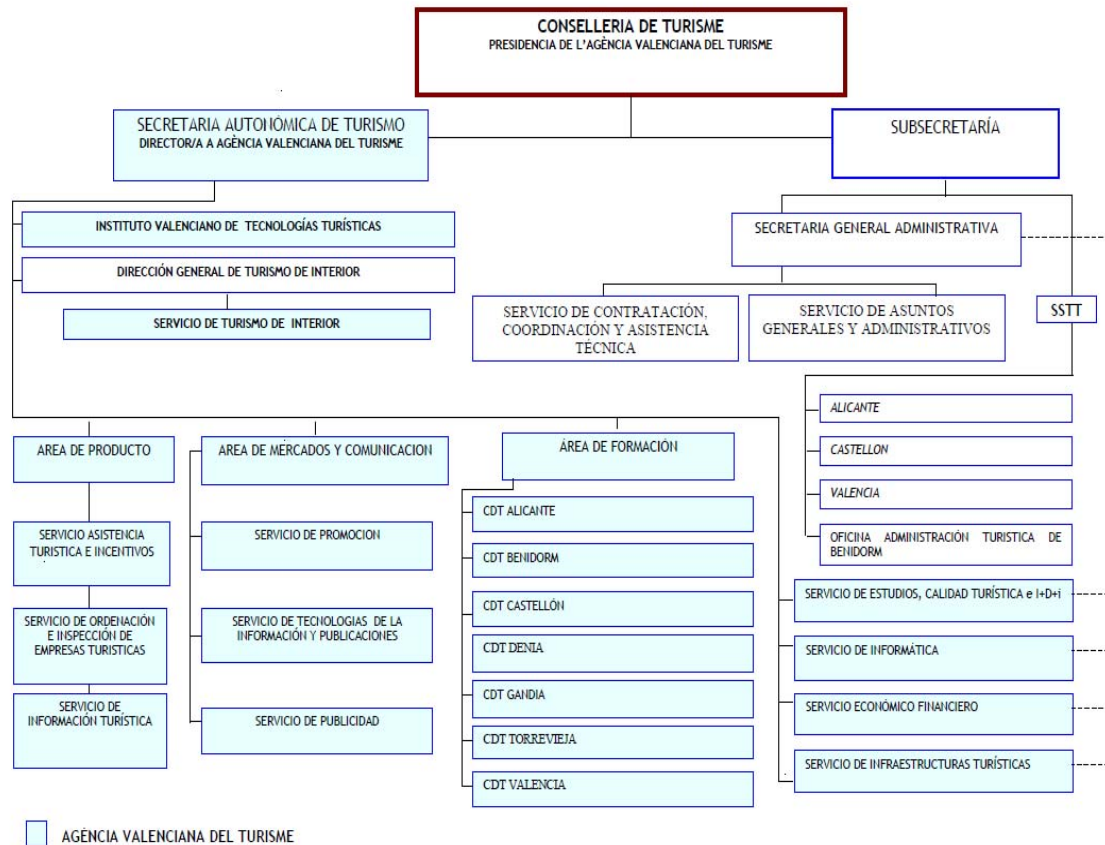 CONSELLERIA DE TURISME
PRESIDENCIA DE L'AGÈNCIA VALENCIANA DEL TURISME
SECRETARIA AUTONÓMICA DE TURISMO
DIRECTOR/A A AGÈNCIA VALENCIANA DEL TURISME
SUBSECRETARÍA
INSTITUTO VALENCIANO DE TECNOLOGÍAS TURÍSTICAS
DIRECCIÓN GENERAL DE TURISMO DE INTERIOR
SERVICIO DE TURISMO DE INTERIOR
SECRETARIA GENERAL ADMINISTRATIVA
SERVICIO DE CONTRATACIÓN,
COORDINACIÓN Y ASISTENCIA
TÉCNICA
SERVICIO DE ASUNTOS
GENERALES Y ADMINISTRATIVOS
SSTT
ALICANTE
CASTELLON
VALENCIA
OFICINA ADMINISTRACIÓN TURISTICA DE
BENIDORM
AREA DE PRODUCTO
SERVICIO ASISTENCIA
TURISTICA E INCENTIVOS
SERVICIO DE ORDENACIÓN
E INSPECCIÓN DE
EMPRESAS TURISTICAS
SERVICIO DE
INFORMACIÓN TURÍSTICA
AREA DE MERCADOS Y COMUNICACION
SERVICIO DE PROMOCION
SERVICIO DE TECNOLOGIAS DE LA
INFORMACIÓN Y PUBLICACIONES
SERVICIO DE PUBLICIDAD
ÁREA DE FORMACIÓN
CDT ALICANTE
CDT BENIDORM
CDT CASTELLÓN
CDT DENIA
CDT GANDIA
CDT TORREVIEJA
CDT VALENCIA
SERVICIO DE ESTUDIOS, CALIDAD TURÍSTICA e I+D+i
SERVICIO DE INFORMÁTICA
SERVICIO ECONÓMICO FINANCIERO
SERVICIO DE INFRAESTRUCTURAS TURÍSTICAS
AGÈNCIA VALENCIANA DEL TURISME